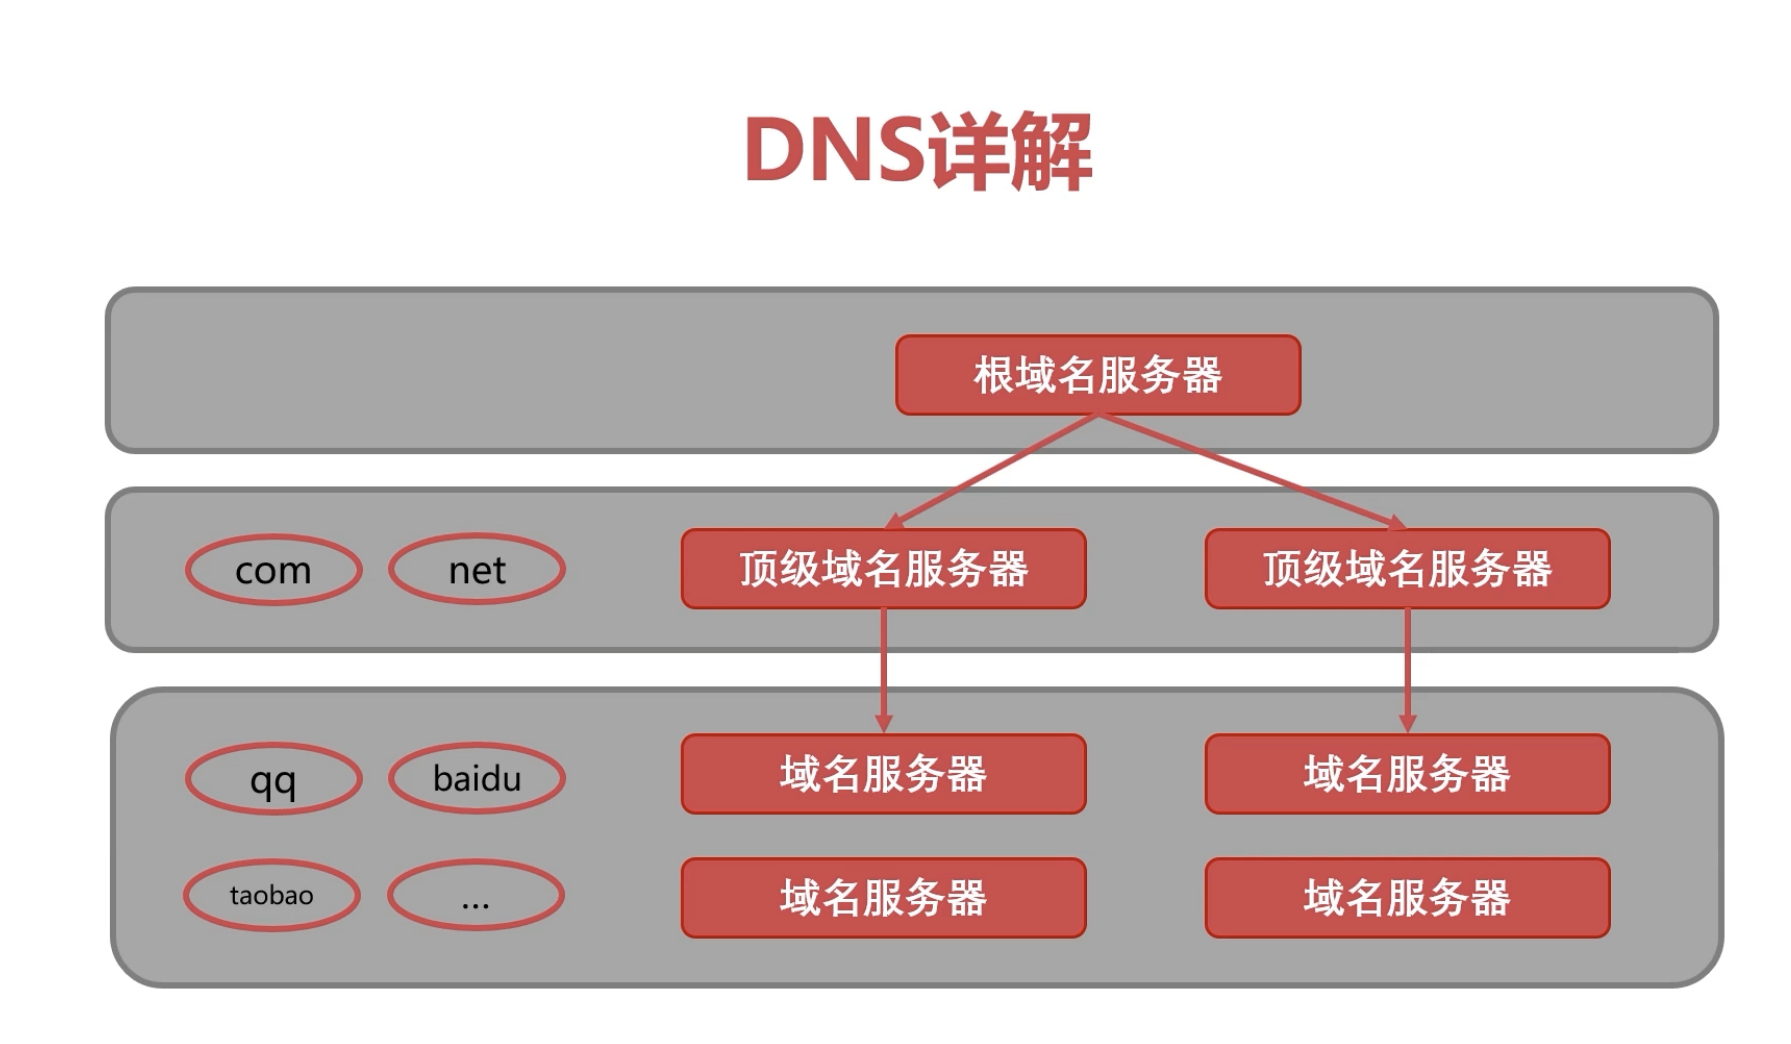 DNS详解
根域名服务器
com net 顶级域名服务器 顶级域名服务器
qq baidu 域名服务器 域名服务器
taobao ... 域名服务器 域名服务器